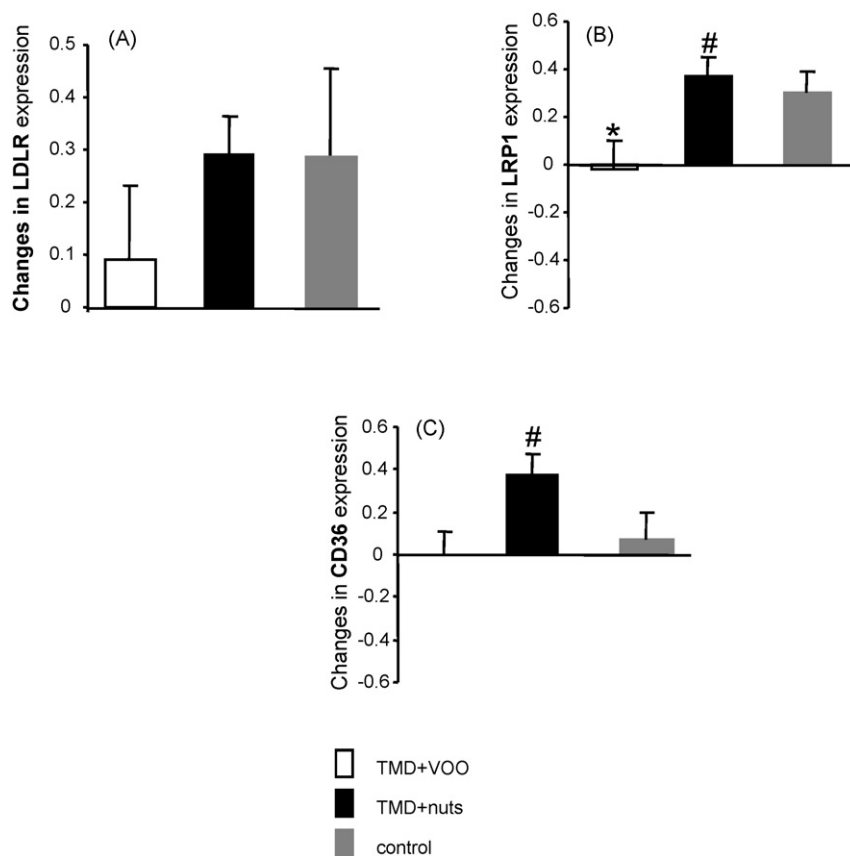 (A)
Changes in LDLR expression
0.5
0.4
0.3
0.2
0.1
0
(B)
Changes in LRP1 expression
0.6
0.4
0.2
0
-0.2
-0.4
-0.6
*
#
(C)
Changes in CD36 expression
0.6
0.4
0.2
0
-0.2
-0.4
-0.6
#
TMD+VOO
TMD+nuts
control